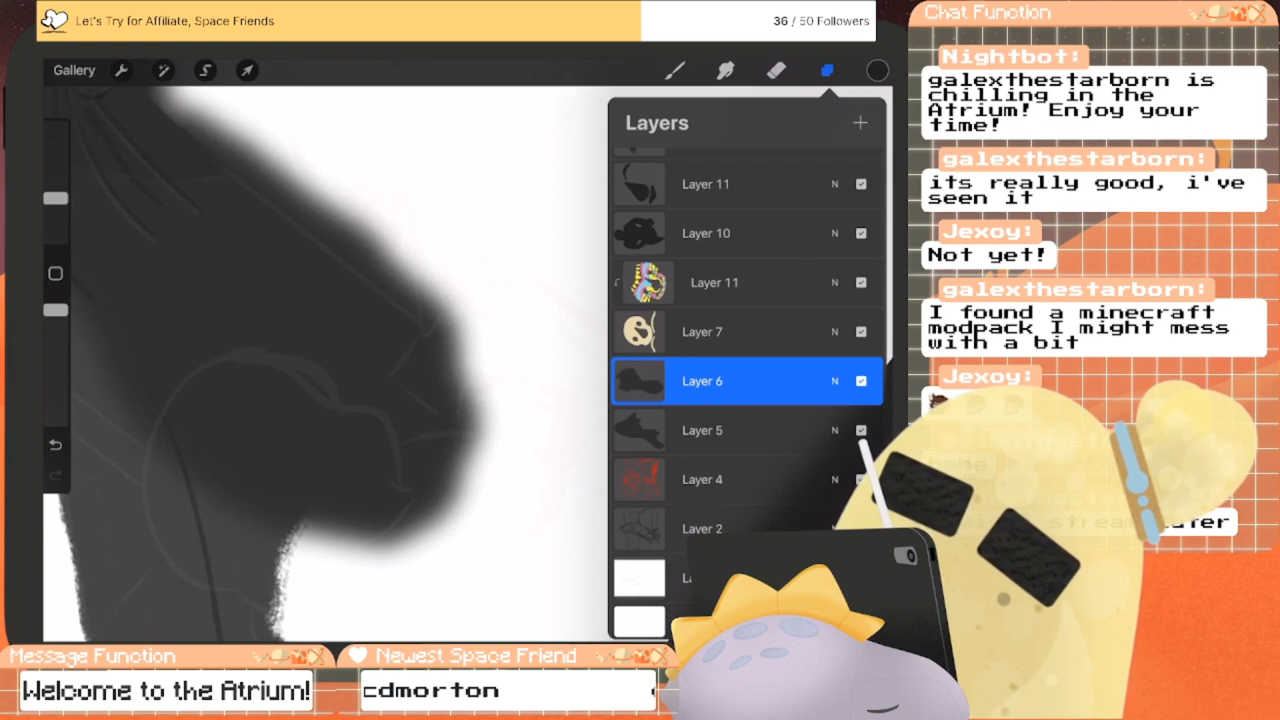 Let's Try for Affiliate, Space Friends
36 / 50 Followers
Gallery
Layers
Layer 11
N
Layer 10
N
Layer 11
N
Layer 7
N
Layer 6
N
Layer 5
N
Layer 4
N
Layer 2
Chat Function
Nightbot:
galexthestarborn is
chilling in the
Atrium! Enjoy your
time!
galexthestarborn:
its really good, i've
seen it
Jexoy:
Not yet!
galexthestarborn:
I found a minecraft
modpack I might mess
with a bit
Jexoy:
hehe
stream
Message Function
Welcome to the Atrium!
Newest Space Friend
cdmorton